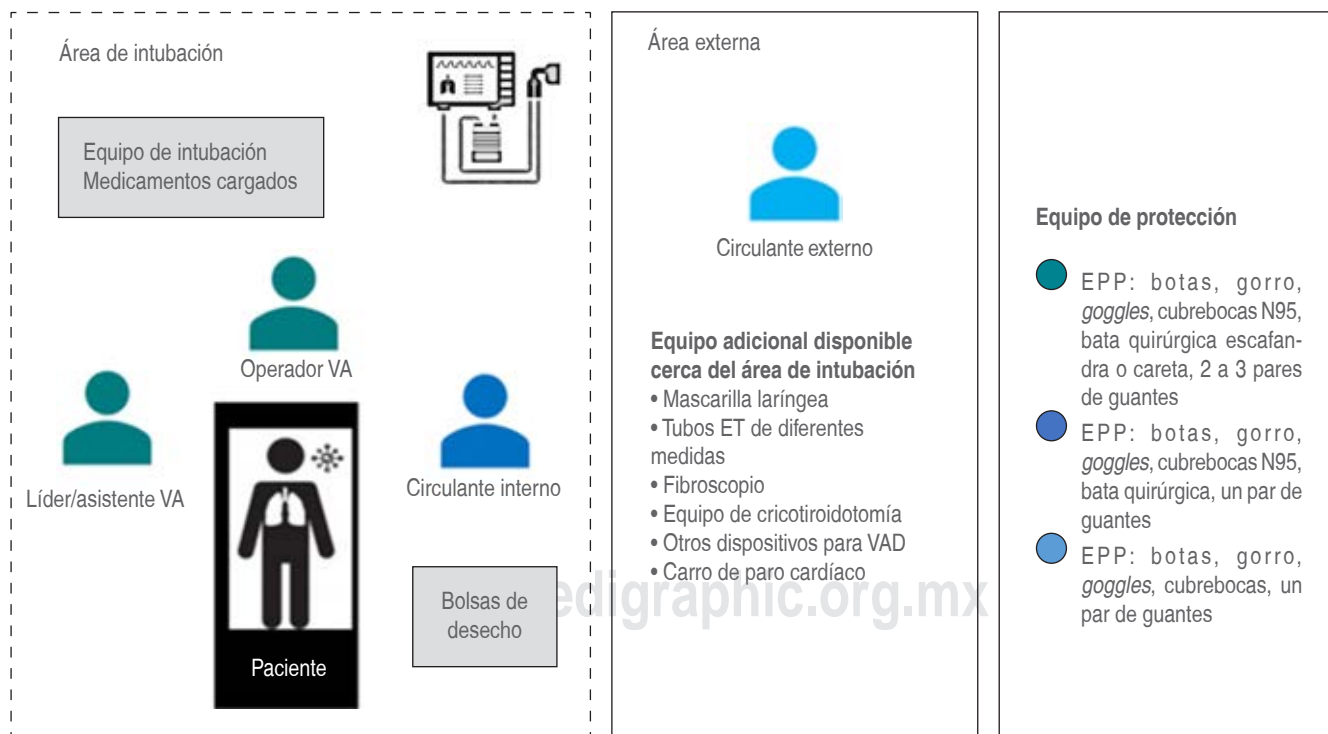 Área de intubación
Equipo de intubación
Medicamentos cargados
Operador VA
Líder/asistente VA
Circulante interno
Bolsas de
desecho
Paciente
Área externa
Circulante externo
Equipo adicional disponible
cerca del área de intubación
• Mascarilla laríngea
• Tubos ET de diferentes
medidas
• Fibroscopio
• Equipo de cricotiroidotomía
• Otros dispositivos para VAD
• Carro de paro cardíaco
edigraphic.org.mx
Equipo de protección
EPP: botas, gorro,
goggles, cubrebocas N95,
bata quirúrgica escafan-
dra o careta, 2 a 3 pares
de guantes
EPP: botas, gorro,
goggles, cubrebocas N95,
bata quirúrgica, un par de
guantes
EPP: botas, gorro,
goggles, cubrebocas, un
par de guantes